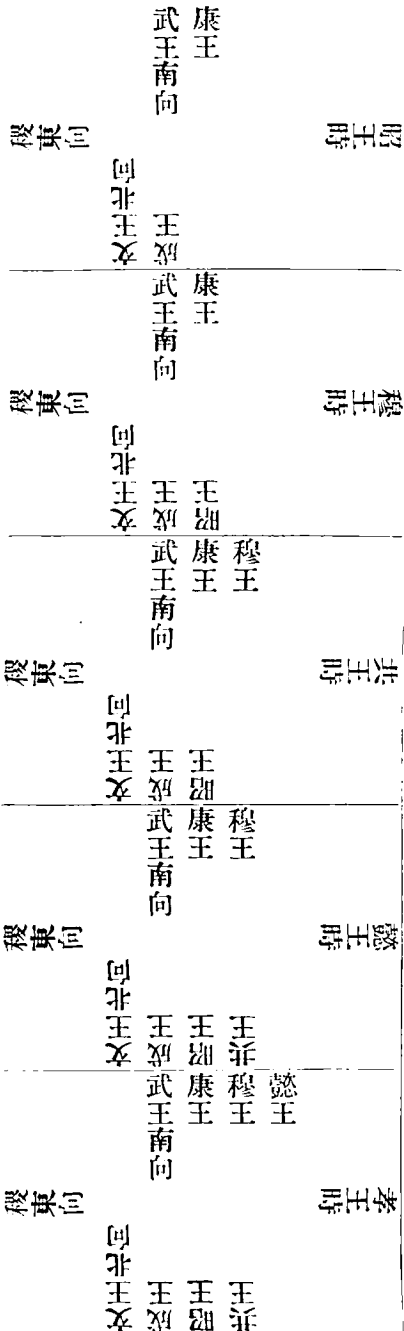 昭王時
康王
武王南向
成王
文王北向
稷東向
穆王時
康王
武王南向
昭王
成王
文王北向
稷東向
共王時
穆王
康王
武王南向
昭王
成王
文王北向
稷東向
懿王時
穆王
康王
武王南向
共王
昭王
成王
文王北向
稷東向
孝王時
懿王
穆王
康王
武王南向
共王
昭王
成王
文王北向
稷東向